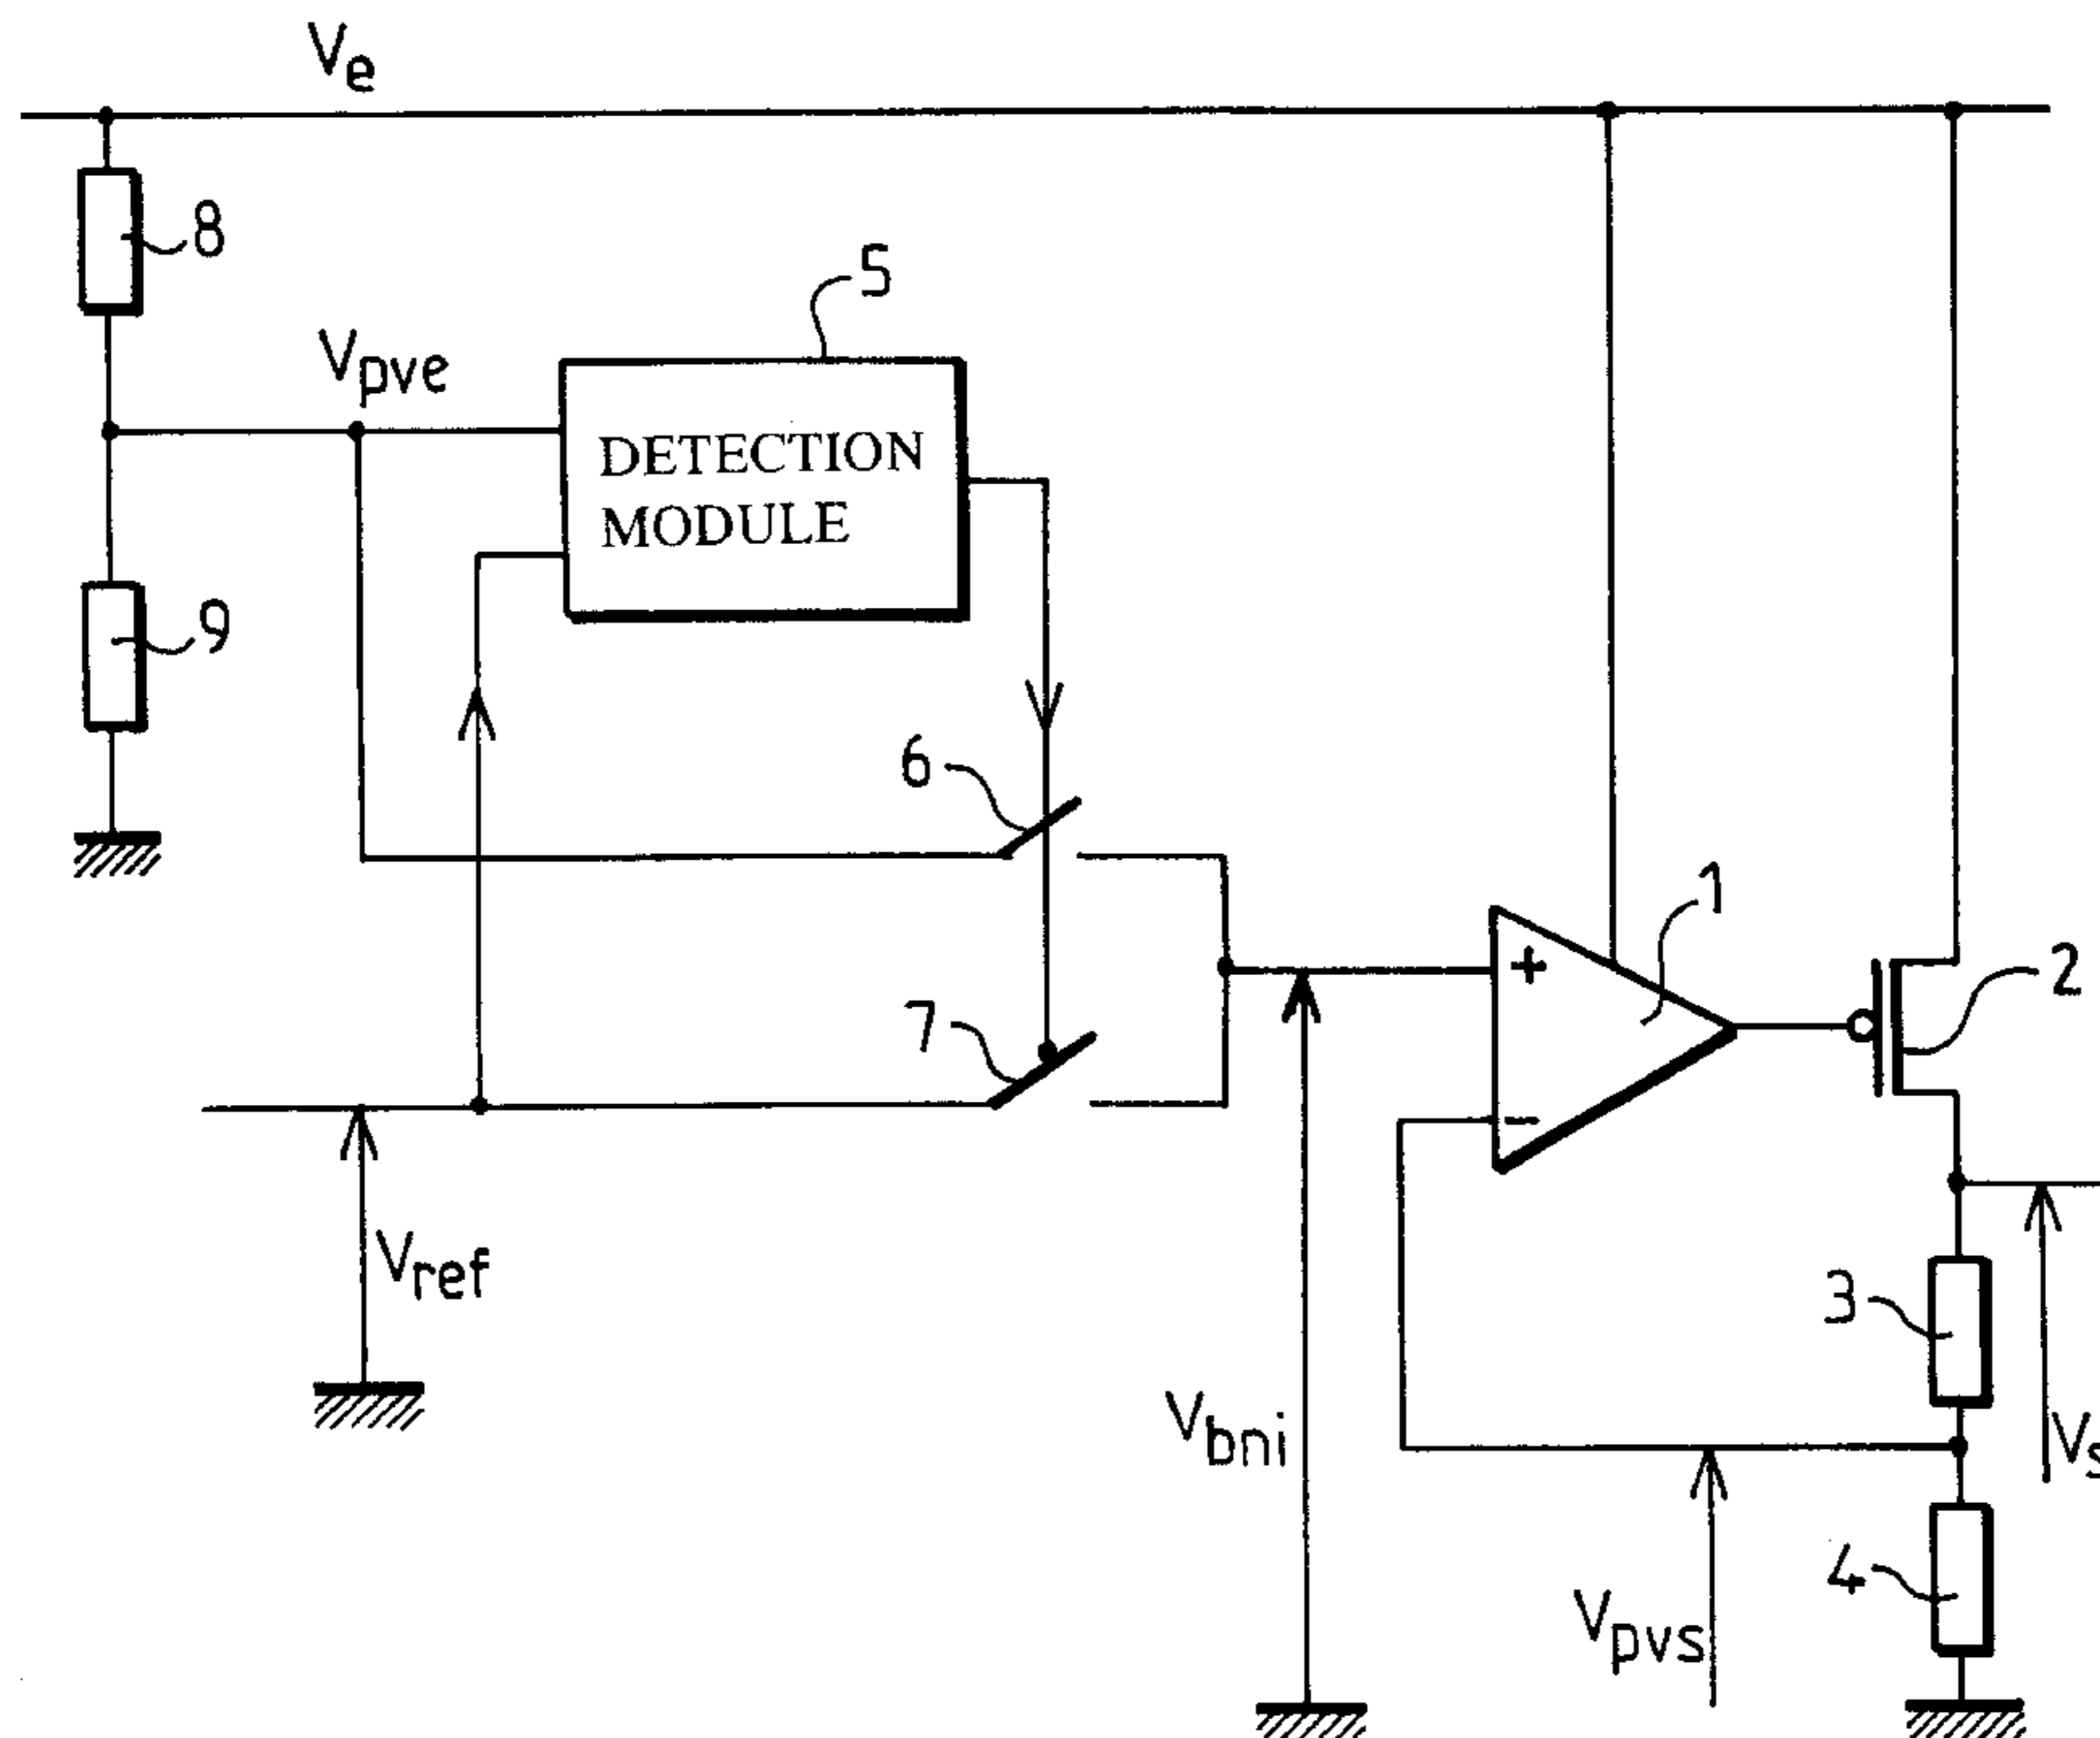 Ve
8
5
Vpve
DETECTION
MODULE
9
6
1
2
7
+
-
Vref
3
Vbni
Vs
4
Vpvs